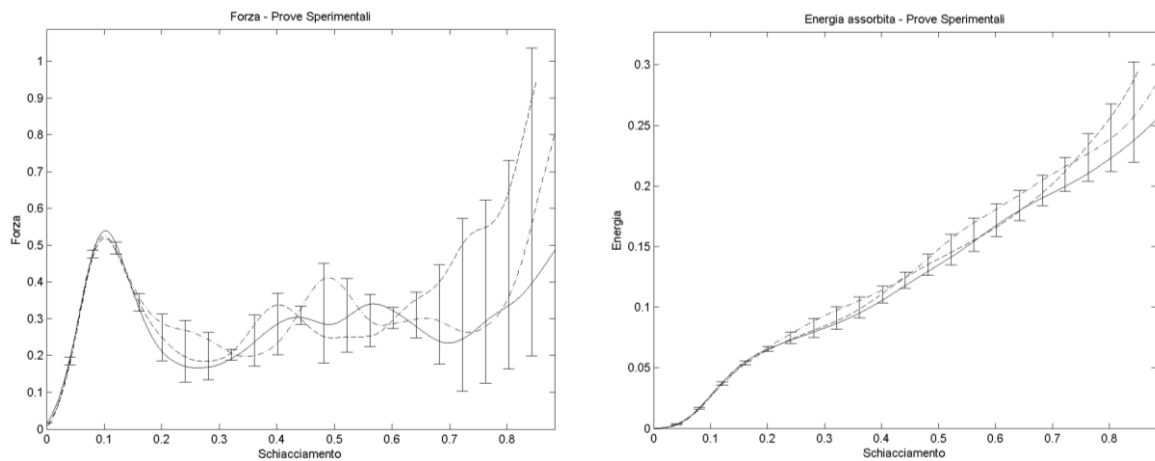 Forza - Prove Sperimentali
1
0.9
0.8
0.7
0.6
0.5
0.4
0.3
0.2
0.1
0
Forza
0 0.1 0.2 0.3 0.4 0.5 0.6 0.7 0.8
Schiacciamento
Energia assorbita - Prove Sperimentali
0.3
0.25
0.2
0.15
0.1
0.05
0
Energia
0 0.1 0.2 0.3 0.4 0.5 0.6 0.7 0.8
Schiacciamento